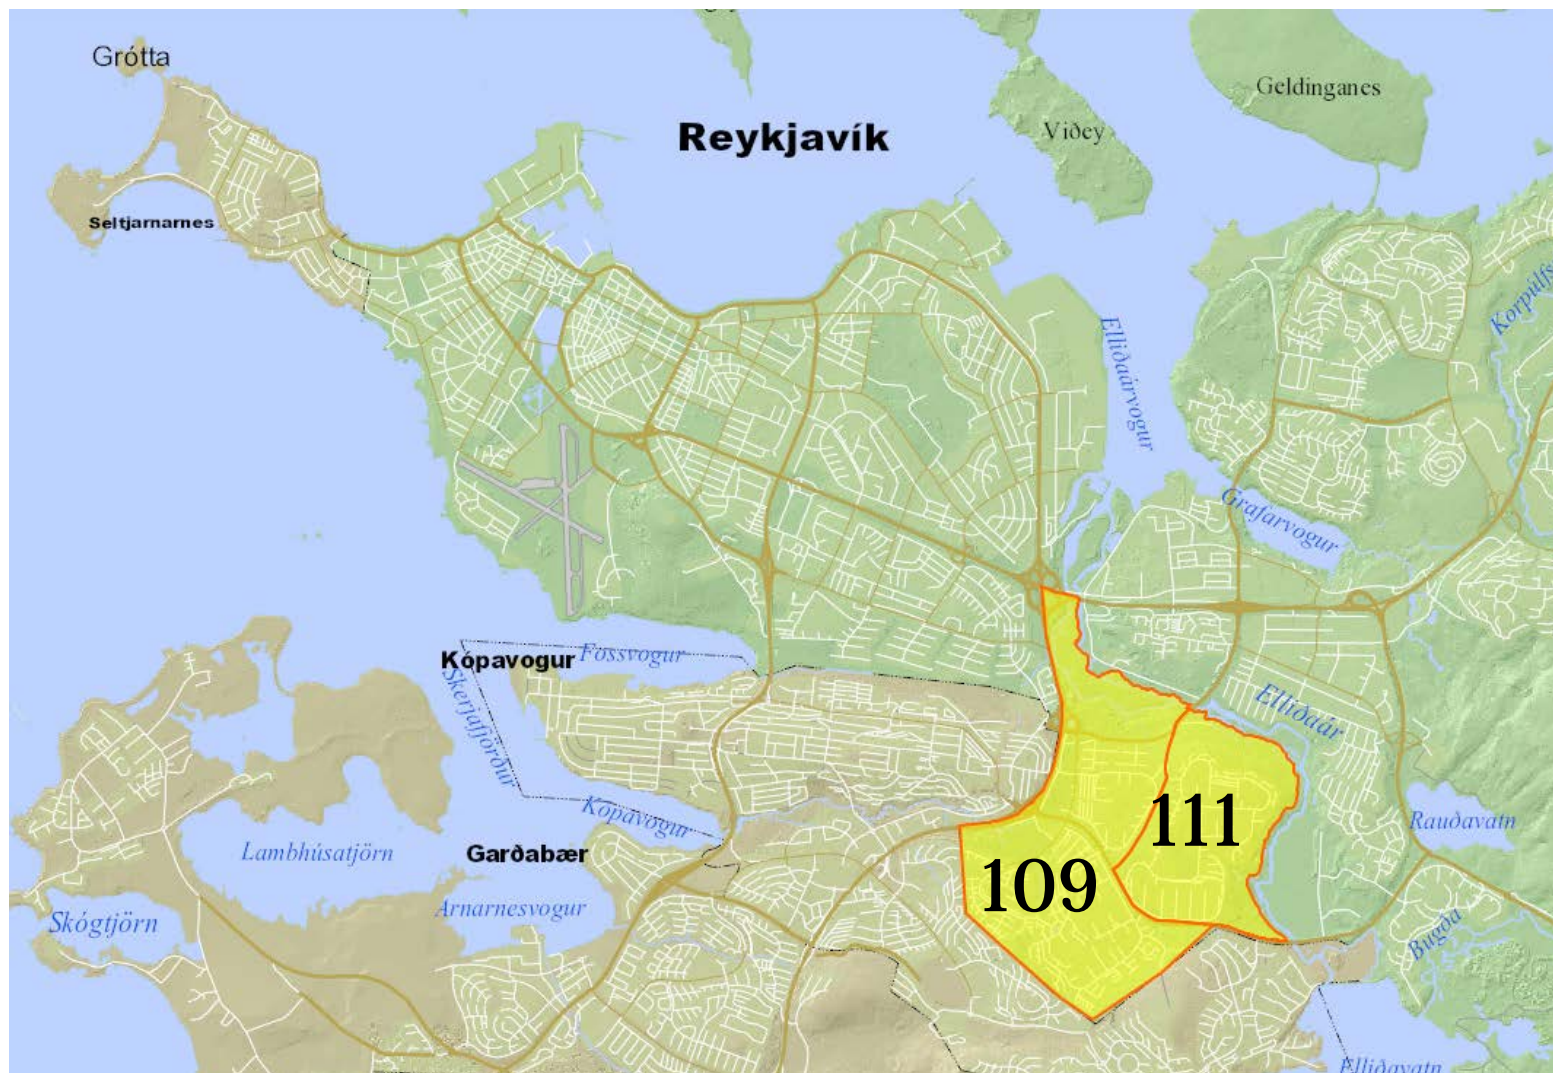 Grótta
Geldinganes
Reykjavík
Viðey
Seltjarnarnes
Korpúlfs
Elliðaárvogur
Grafarvogur
Kópavogur
Fossvogur
Skerjafjörður
Elliðaár
Kópavogur
111
Rauðavatn
Lambhúsatjörn
Garðabær
109
Arnarnesvogur
Skógtjörn
Bugða
Elliðavatn